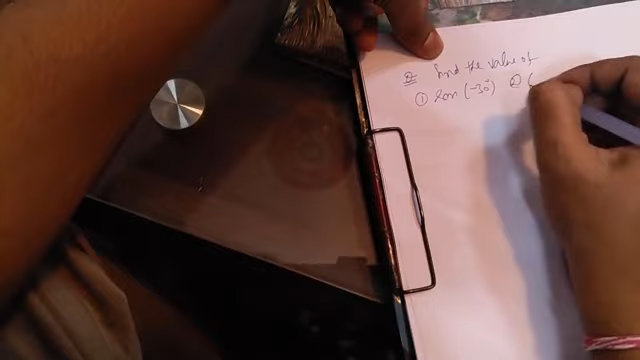 Q find the value of
① sin (-30°) ② (